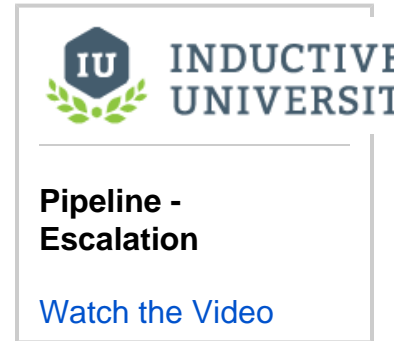 IU
INDUCTIVE
UNIVERSIT
Pipeline -
Escalation
Watch the Video